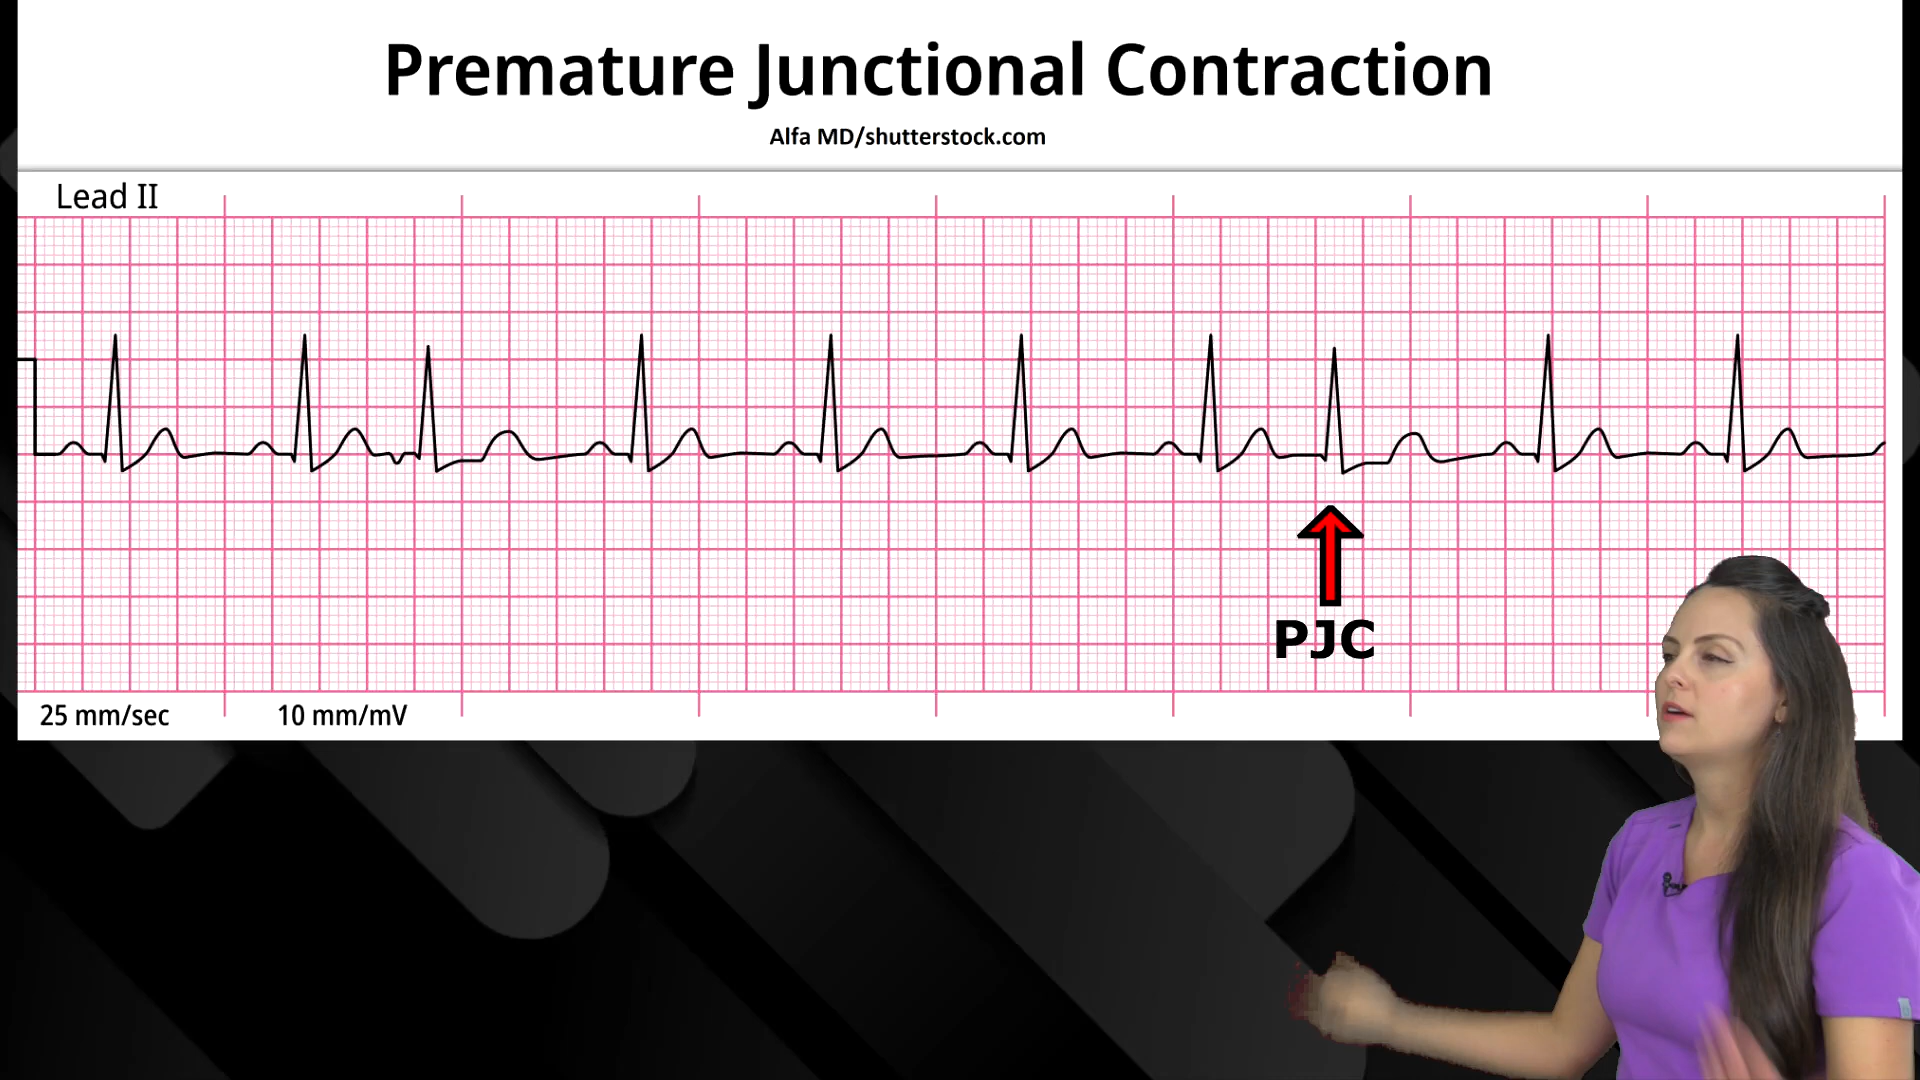 Premature Junctional Contraction
Alfa MD/shutterstock.com
Lead II
PJC
25 mm/sec 10 mm/mV